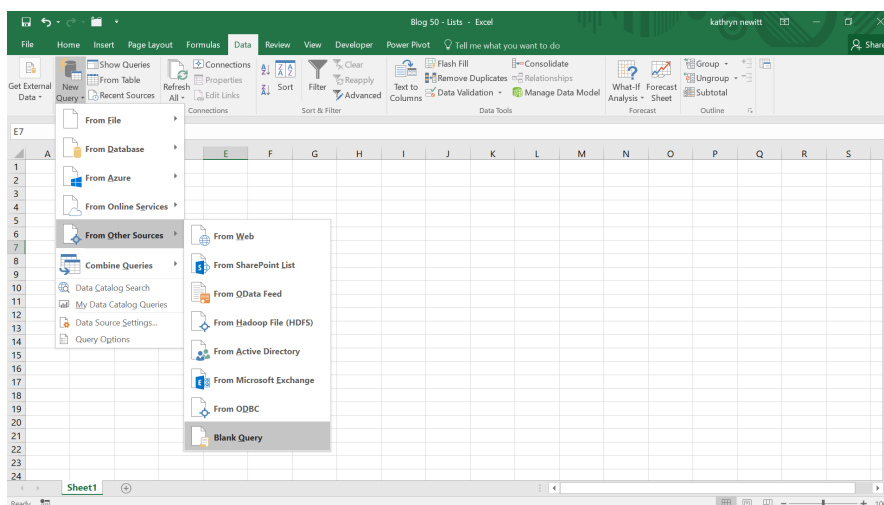 Blog 50 - Lists - Excel
kathryn newitt
File Home Insert Page Layout Formulas Data Review View Developer Power Pivot Tell me what you want to do Share
Get External Data
New Query
Show Queries
From Table
Recent Sources
Refresh All
Connections
Properties
Edit Links
Connections
Sort
Filter
Clear
Reapply
Advanced
Sort & Filter
Text to Columns
Flash Fill
Remove Duplicates
Data Validation
Consolidate
Relationships
Manage Data Model
Data Tools
What-If Analysis
Forecast Sheet
Forecast
Group
Ungroup
Subtotal
Outline
E7
A E F G H I J K L M N O P Q R S
1
2
3
4
5
6
7
8
9
10
11
12
13
14
15
16
17
18
19
20
21
22
23
24
From File
From Database
From Azure
From Online Services
From Other Sources
Combine Queries
Data Catalog Search
My Data Catalog Queries
Data Source Settings...
Query Options
From Web
From SharePoint List
From OData Feed
From Hadoop File (HDFS)
From Active Directory
From Microsoft Exchange
From ODBC
Blank Query
Sheet1
Ready